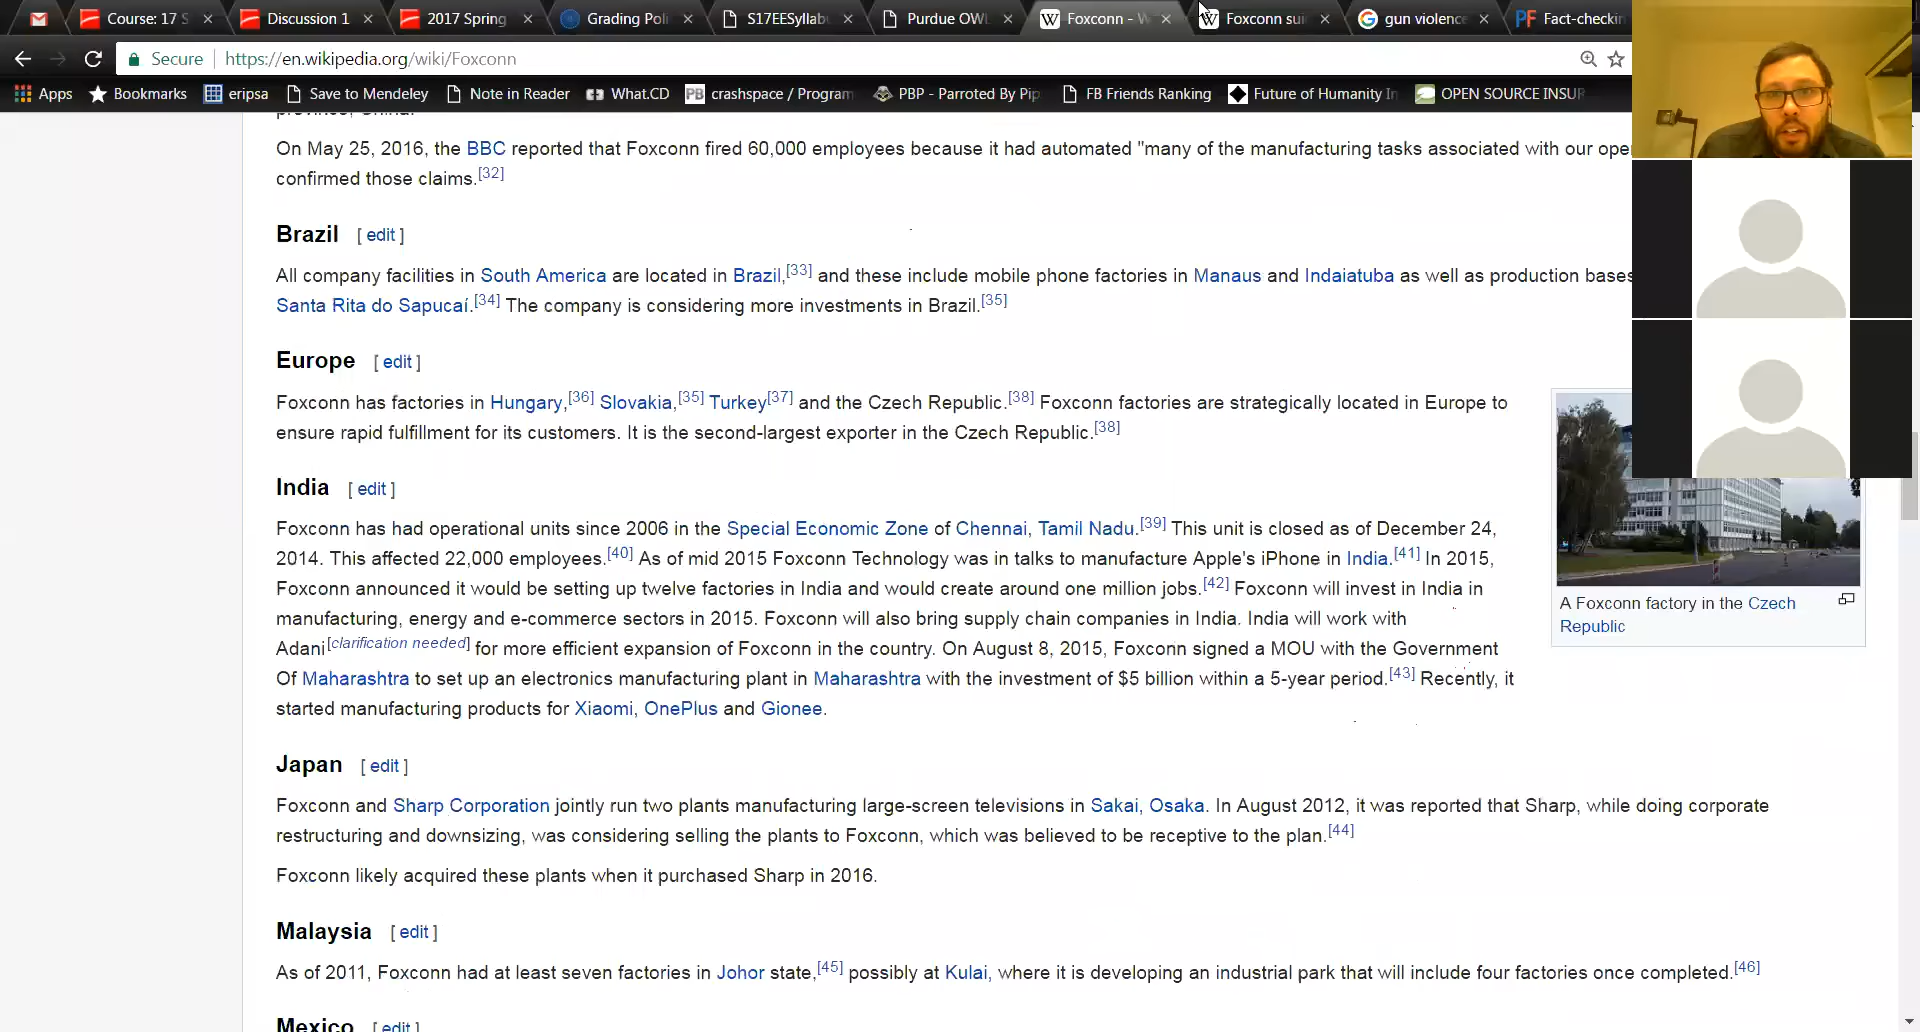 Course: 17 S
Discussion 1
2017 Spring
Grading Poli
S17EESyllab
Purdue OWL
Foxconn - W
Foxconn sui
gun violence
Fact-checkin
Secure
https://en.wikipedia.org/wiki/Foxconn
Apps
Bookmarks
eripsa
Save to Mendeley
Note in Reader
What.CD
crashspace / Program
PBP - Parroted By Pip
FB Friends Ranking
Future of Humanity In
OPEN SOURCE INSUR
province, China.
On May 25, 2016, the BBC reported that Foxconn fired 60,000 employees because it had automated "many of the manufacturing tasks associated with our ope
confirmed those claims.[32]
Brazil [ edit ]
All company facilities in South America are located in Brazil,[33] and these include mobile phone factories in Manaus and Indaiatuba as well as production bases
Santa Rita do Sapucaí.[34] The company is considering more investments in Brazil.[35]
Europe [ edit ]
Foxconn has factories in Hungary,[36] Slovakia,[35] Turkey[37] and the Czech Republic.[38] Foxconn factories are strategically located in Europe to
ensure rapid fulfillment for its customers. It is the second-largest exporter in the Czech Republic.[38]
India [ edit ]
Foxconn has had operational units since 2006 in the Special Economic Zone of Chennai, Tamil Nadu.[39] This unit is closed as of December 24,
2014. This affected 22,000 employees.[40] As of mid 2015 Foxconn Technology was in talks to manufacture Apple's iPhone in India.[41] In 2015,
Foxconn announced it would be setting up twelve factories in India and would create around one million jobs.[42] Foxconn will invest in India in
manufacturing, energy and e-commerce sectors in 2015. Foxconn will also bring supply chain companies in India. India will work with
Adani[clarification needed] for more efficient expansion of Foxconn in the country. On August 8, 2015, Foxconn signed a MOU with the Government
Of Maharashtra to set up an electronics manufacturing plant in Maharashtra with the investment of $5 billion within a 5-year period.[43] Recently, it
started manufacturing products for Xiaomi, OnePlus and Gionee.
A Foxconn factory in the Czech
Republic
Japan [ edit ]
Foxconn and Sharp Corporation jointly run two plants manufacturing large-screen televisions in Sakai, Osaka. In August 2012, it was reported that Sharp, while doing corporate
restructuring and downsizing, was considering selling the plants to Foxconn, which was believed to be receptive to the plan.[44]
Foxconn likely acquired these plants when it purchased Sharp in 2016.
Malaysia [ edit ]
As of 2011, Foxconn had at least seven factories in Johor state,[45] possibly at Kulai, where it is developing an industrial park that will include four factories once completed.[46]
Mexico [ edit ]